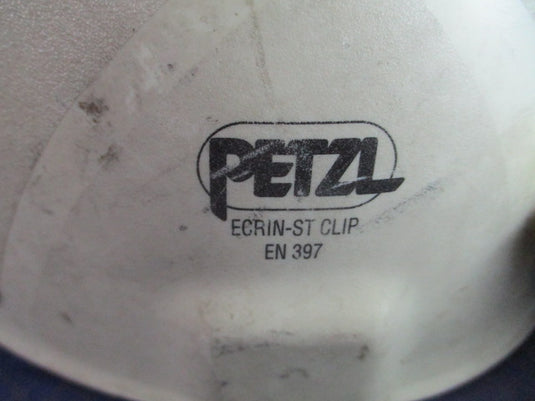 PETZL
ECRIN-ST CLIP
EN 397